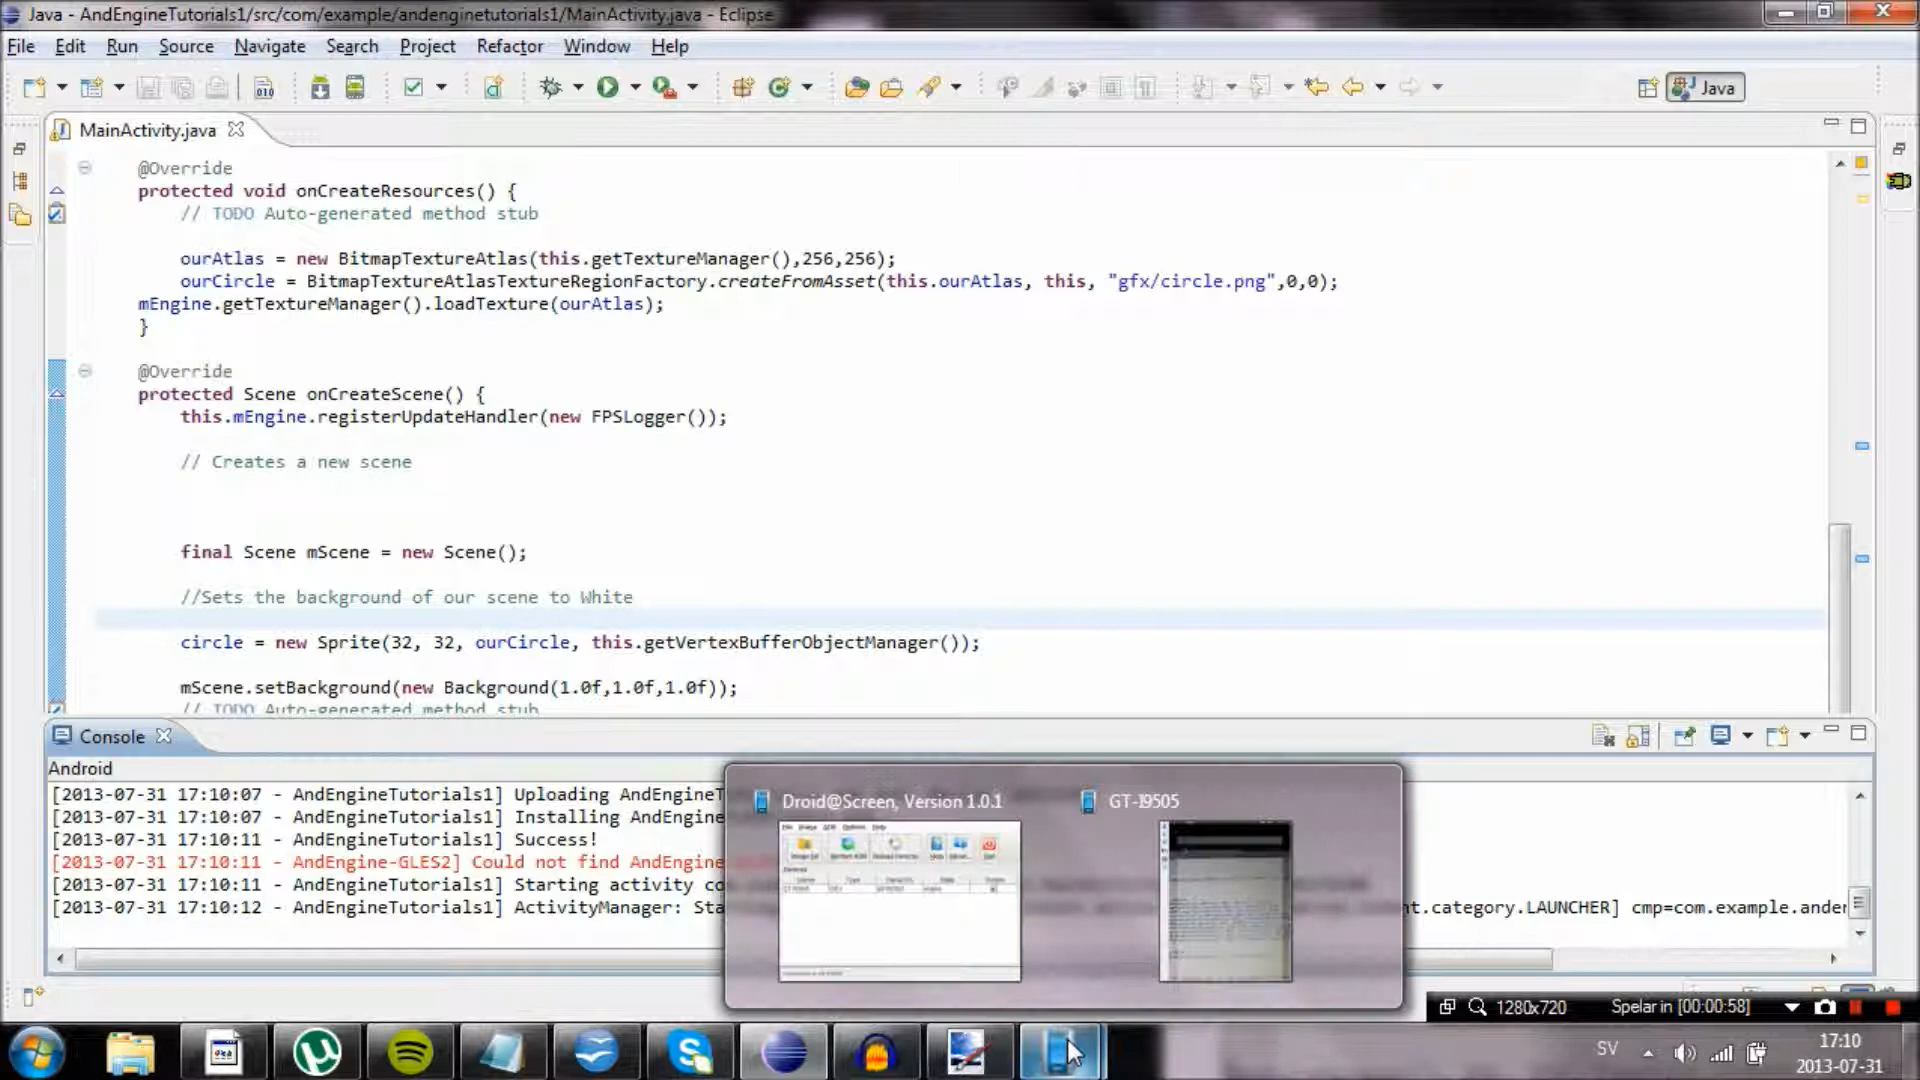 Java - AndEngineTutorials1/src/com/example/andenginetutorials1/MainActivity.java - Eclipse
File Edit Run Source Navigate Search Project Refactor Window Help
Java
MainActivity.java
@Override
protected void onCreateResources() {
// TODO Auto-generated method stub
ourAtlas = new BitmapTextureAtlas(this.getTextureManager(),256,256);
ourCircle = BitmapTextureAtlasTextureRegionFactory.createFromAsset(this.ourAtlas, this, "gfx/circle.png",0,0);
mEngine.getTextureManager().loadTexture(ourAtlas);
}
@Override
protected Scene onCreateScene() {
this.mEngine.registerUpdateHandler(new FPSLogger());
// Creates a new scene
final Scene mScene = new Scene();
//Sets the background of our scene to White
circle = new Sprite(32, 32, ourCircle, this.getVertexBufferObjectManager());
mScene.setBackground(new Background(1.0f,1.0f,1.0f));
// TODO Auto-generated method stub
Console
Android
[2013-07-31 17:10:07 - AndEngineTutorials1] Uploading AndEngineT
[2013-07-31 17:10:07 - AndEngineTutorials1] Installing AndEngine
[2013-07-31 17:10:11 - AndEngineTutorials1] Success!
[2013-07-31 17:10:11 - AndEngine-GLES2] Could not find AndEngine
[2013-07-31 17:10:11 - AndEngineTutorials1] Starting activity co
[2013-07-31 17:10:12 - AndEngineTutorials1] ActivityManager: Sta nt.category.LAUNCHER] cmp=com.example.ander
Droid@Screen, Version 1.0.1
GT-I9505
1280x720 Spelar in [00:00:58]
SV
17:10
2013-07-31